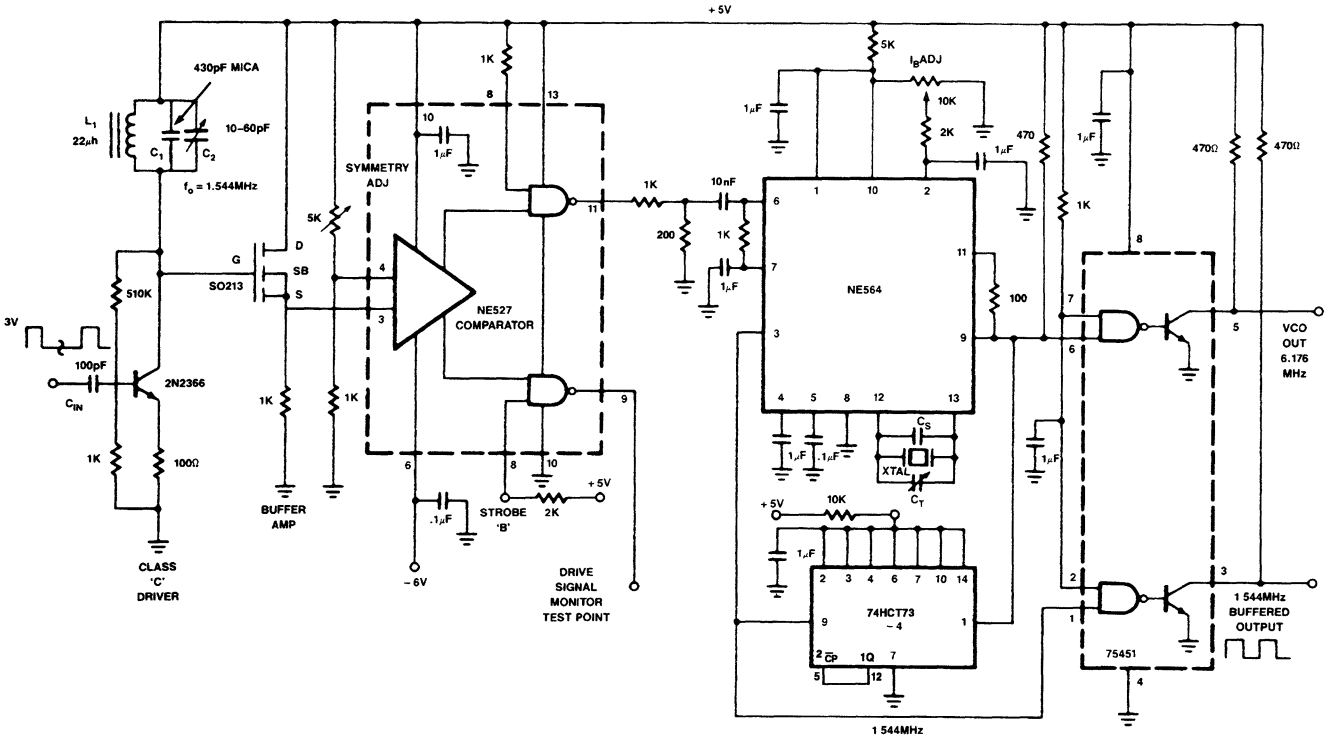 + 5V
430pF MICA
L1
22µh
10–60pF
C1
C2
fo = 1.544MHz
510K
3V
100pF
CIN
2N2366
1K
100Ω
CLASS
'C'
DRIVER
G
D
SB
S
SO213
1K
BUFFER
AMP
5K
1K
SYMMETRY
ADJ
1K
8
13
10
1µF
4
3
NE527
COMPARATOR
11
9
6
8
10
.1µF
– 6V
STROBE
'B'
2K
+ 5V
DRIVE
SIGNAL
MONITOR
TEST POINT
1K
200
10nF
1K
1µF
1µF
5K
IBADJ
10K
2K
1µF
470
1
10
2
6
7
3
NE564
11
9
100
4
5
8
12
13
1µF
.1µF
CS
XTAL
CT
+ 5V
10K
1µF
2
3
4
6
7
10
14
74HCT73
– 4
9
1
2 CP
1Q
7
5
12
1 544MHz
1µF
1K
1µF
470Ω
470Ω
8
7
6
5
VCO
OUT
6.176
MHz
2
1
3
1 544MHz
BUFFERED
OUTPUT
75451
4